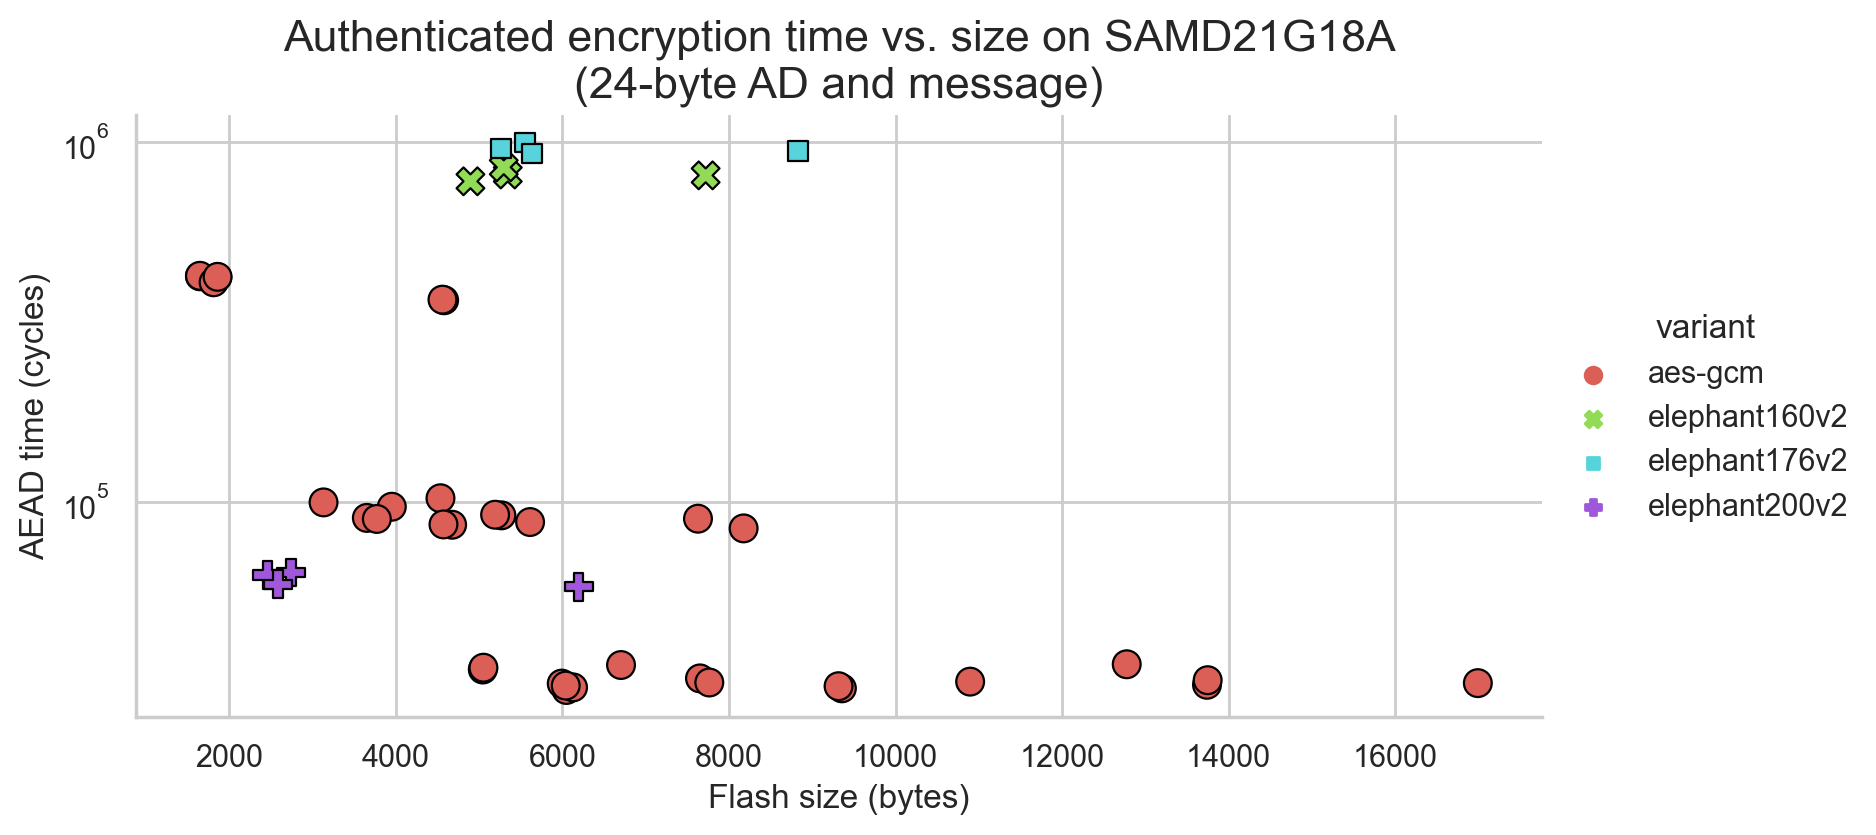 Authenticated encryption time vs. size on SAMD21G18A
(24-byte AD and message)
AEAD time (cycles)
10^6
10^5
2000 4000 6000 8000 10000 12000 14000 16000
Flash size (bytes)
variant
aes-gcm
elephant160v2
elephant176v2
elephant200v2